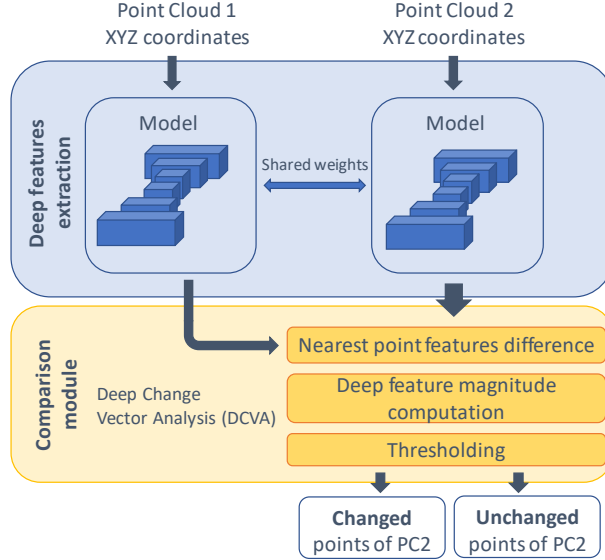 Point Cloud 1
XYZ coordinates
Point Cloud 2
XYZ coordinates
Deep features
extraction
Model
Shared weights
Model
Comparison
module
Deep Change
Vector Analysis (DCVA)
Nearest point features difference
Deep feature magnitude
computation
Thresholding
Changed
points of PC2
Unchanged
points of PC2